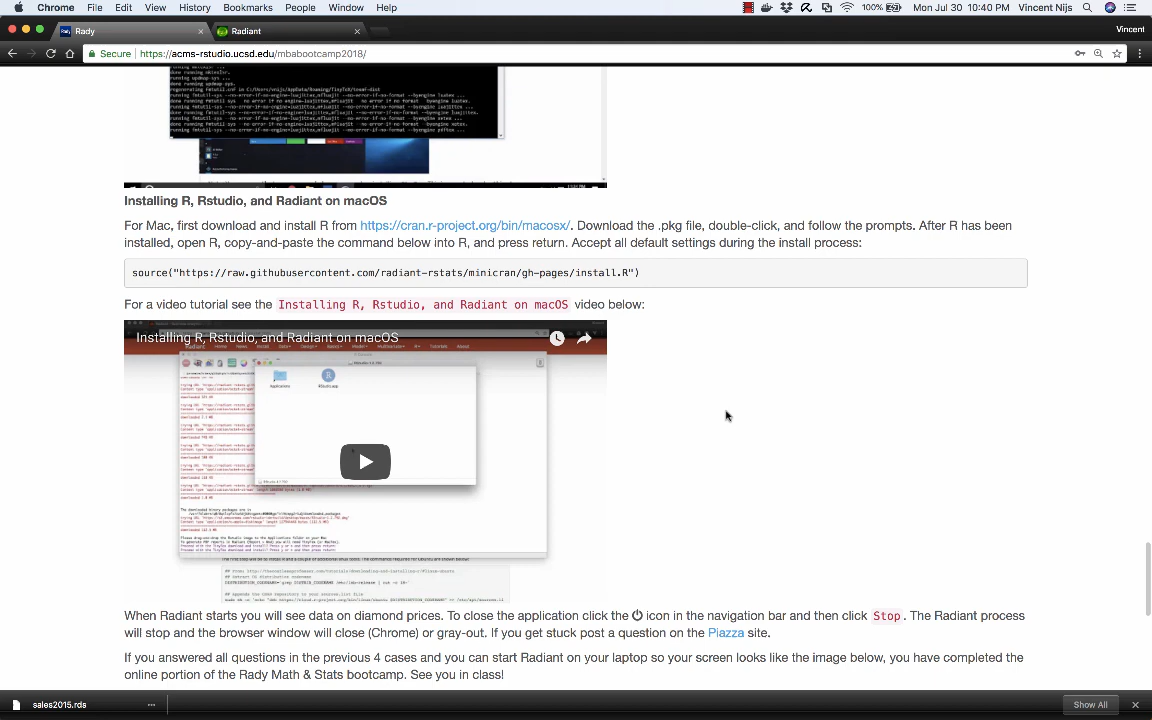 Chrome File Edit View History Bookmarks People Window Help 100% Mon Jul 30 10:40 PM Vincent Nijs
Rady Radiant Vincent
Secure https://acms-rstudio.ucsd.edu/mbabootcamp2018/
done running mkinlsr.
done running updmap-sys .
Installing R, Rstudio, and Radiant on macOS
For Mac, first download and install R from https://cran.r-project.org/bin/macosx/. Download the .pkg file, double-click, and follow the prompts. After R has been
installed, open R, copy-and-paste the command below into R, and press return. Accept all default settings during the install process:
source("https://raw.githubusercontent.com/radiant-rstats/minicran/gh-pages/install.R")
For a video tutorial see the Installing R, Rstudio, and Radiant on macOS video below:
Installing R, Rstudio, and Radiant on macOS
Applications RStudio.app
When Radiant starts you will see data on diamond prices. To close the application click the icon in the navigation bar and then click Stop. The Radiant process
will stop and the browser window will close (Chrome) or gray-out. If you get stuck post a question on the Piazza site.
If you answered all questions in the previous 4 cases and you can start Radiant on your laptop so your screen looks like the image below, you have completed the
online portion of the Rady Math & Stats bootcamp. See you in class!
sales2015.rds Show All